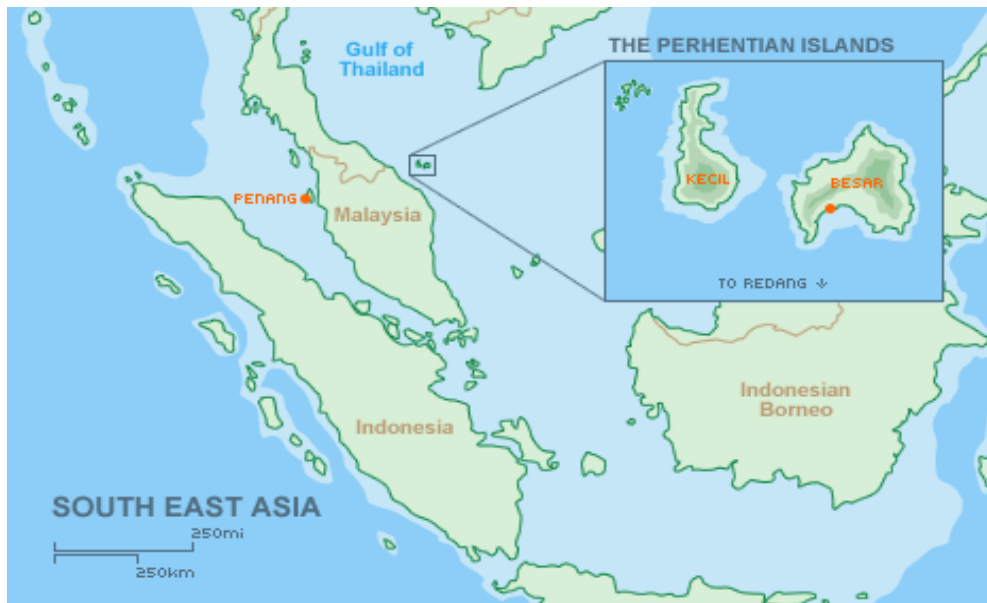 Gulf of
Thailand
THE PERHENTIAN ISLANDS
KECIL
BESAR
TO REDANG ↓
PENANG
Malaysia
Indonesia
Indonesian
Borneo
SOUTH EAST ASIA
250mi
250km